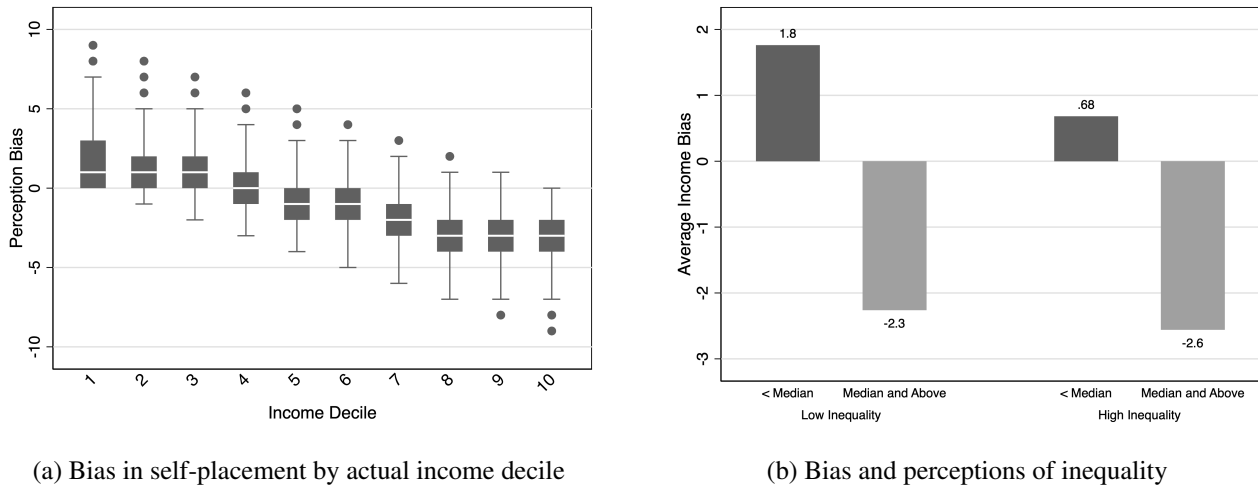 10
5
0
-5
-10
Perception Bias
1 2 3 4 5 6 7 8 9 10
Income Decile
(a) Bias in self-placement by actual income decile
2
1
0
-1
-2
-3
Average Income Bias
1.8
-2.3
.68
-2.6
< Median Median and Above < Median Median and Above
Low Inequality High Inequality
(b) Bias and perceptions of inequality